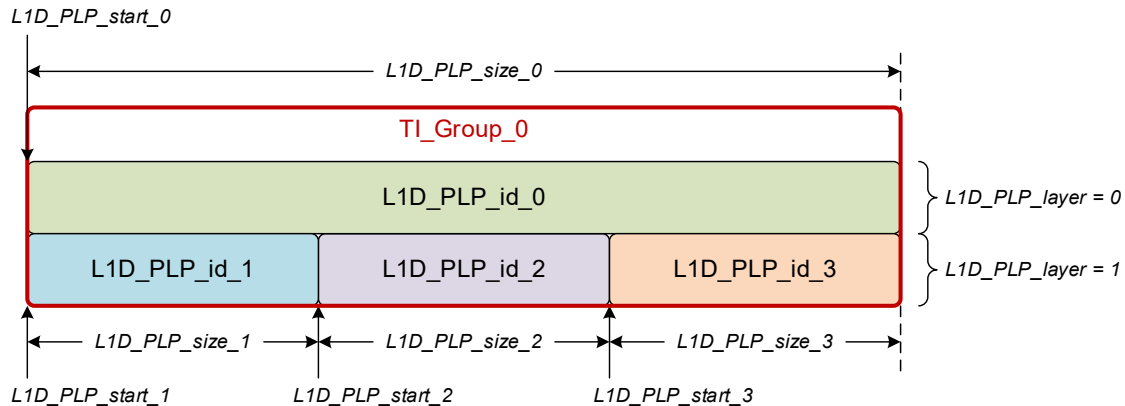 L1D_PLP_start_0
L1D_PLP_size_0
TI_Group_0
L1D_PLP_id_0
L1D_PLP_layer = 0
L1D_PLP_id_1
L1D_PLP_id_2
L1D_PLP_id_3
L1D_PLP_layer = 1
L1D_PLP_size_1
L1D_PLP_size_2
L1D_PLP_size_3
L1D_PLP_start_1
L1D_PLP_start_2
L1D_PLP_start_3